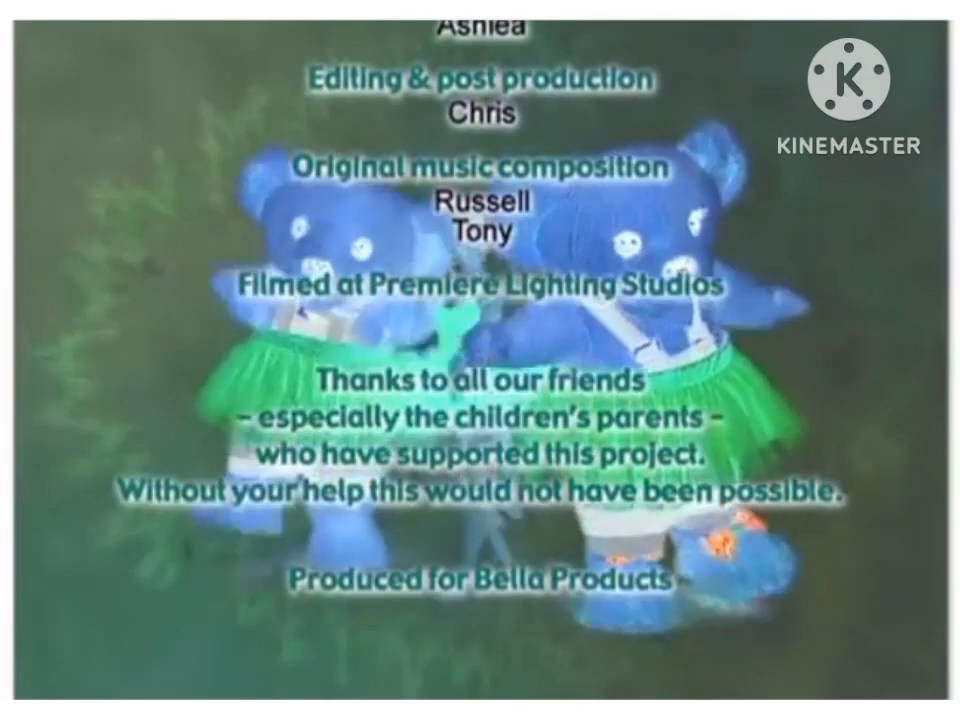 Ashlea
Editing & post production
Chris
Original music composition
Russell
Tony
Filmed at Premiere Lighting Studios
Thanks to all our friends
– especially the children's parents –
who have supported this project.
Without your help this would not have been possible.
Produced for Bella Products
K
KINEMASTER